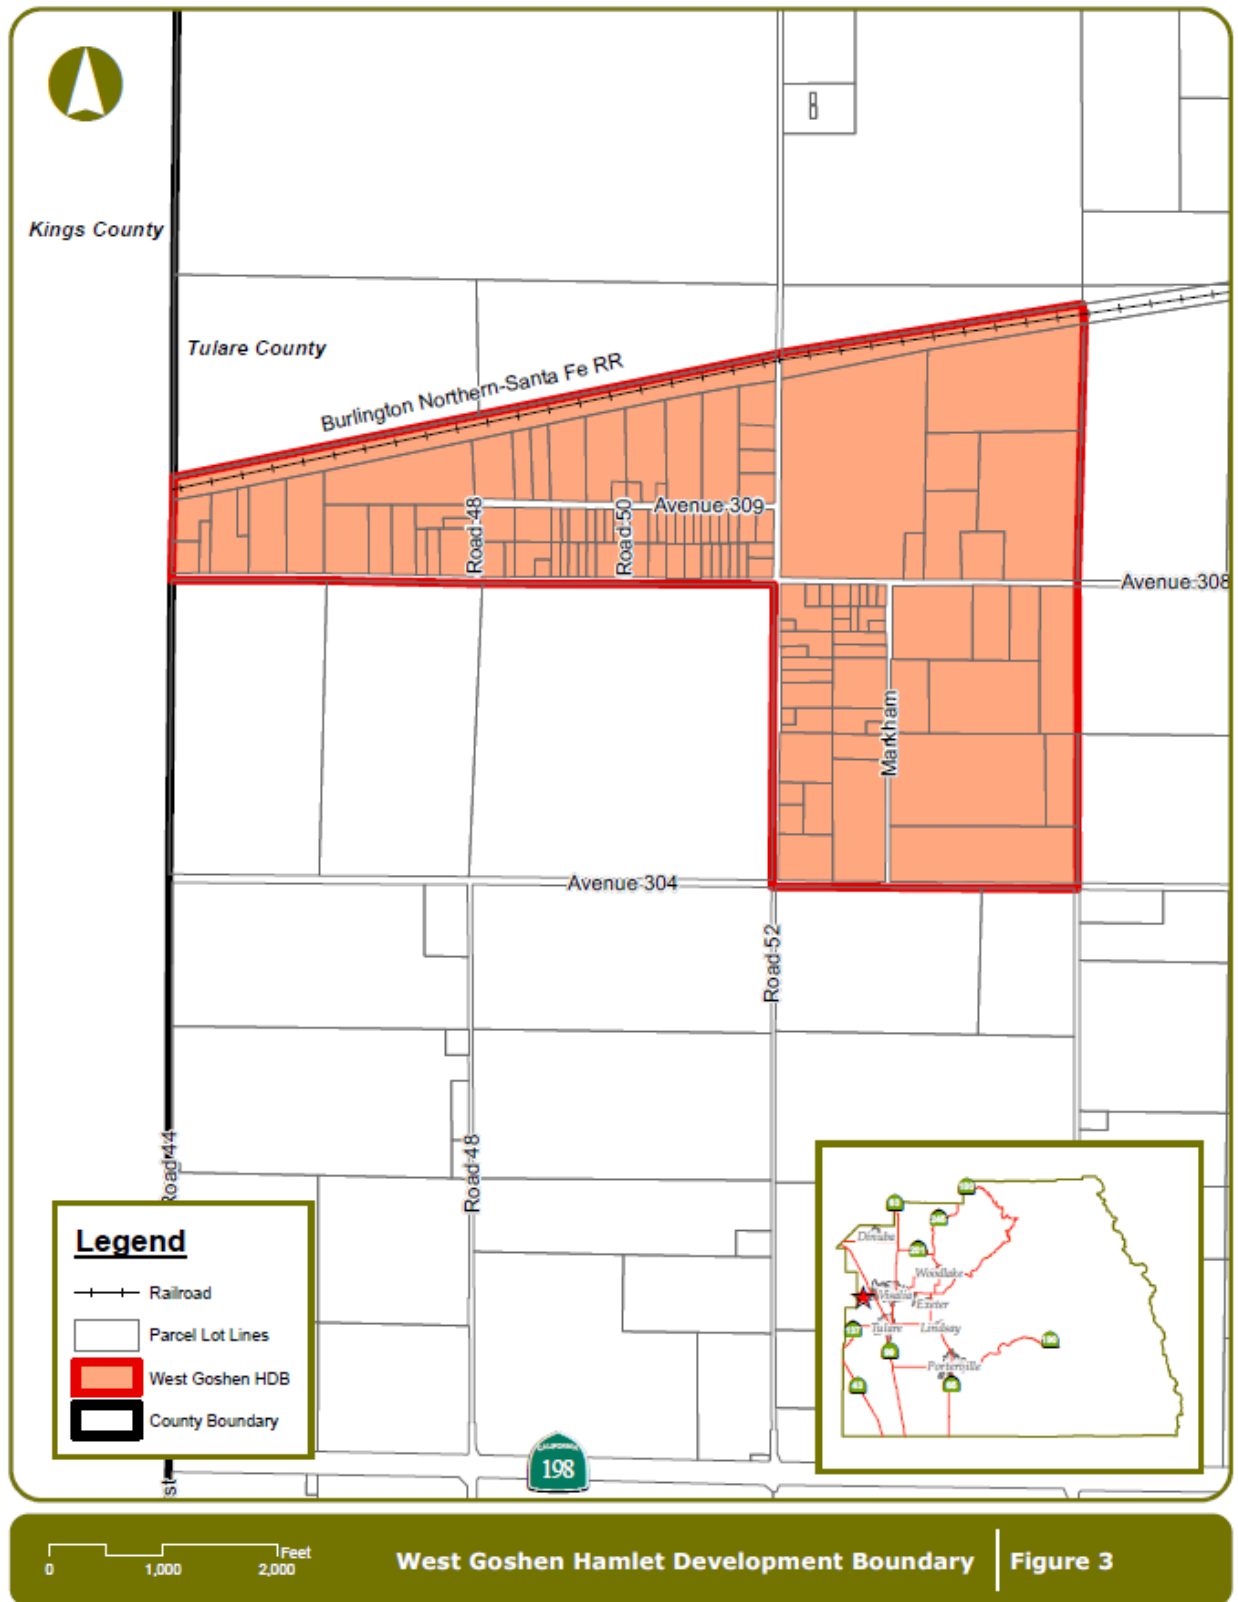 Kings County
Tulare County
Burlington Northern-Santa Fe RR
Road 48
Road 50
Avenue 309
Avenue 308
Markham
Avenue 304
Road 52
Road 44
Road 48
Legend
Railroad
Parcel Lot Lines
West Goshen HDB
County Boundary
st
CALIFORNIA
198
Dinuba
Woodlake
Visalia
Exeter
Tulare
Lindsay
Porterville
Feet
0 1,000 2,000
West Goshen Hamlet Development Boundary
Figure 3